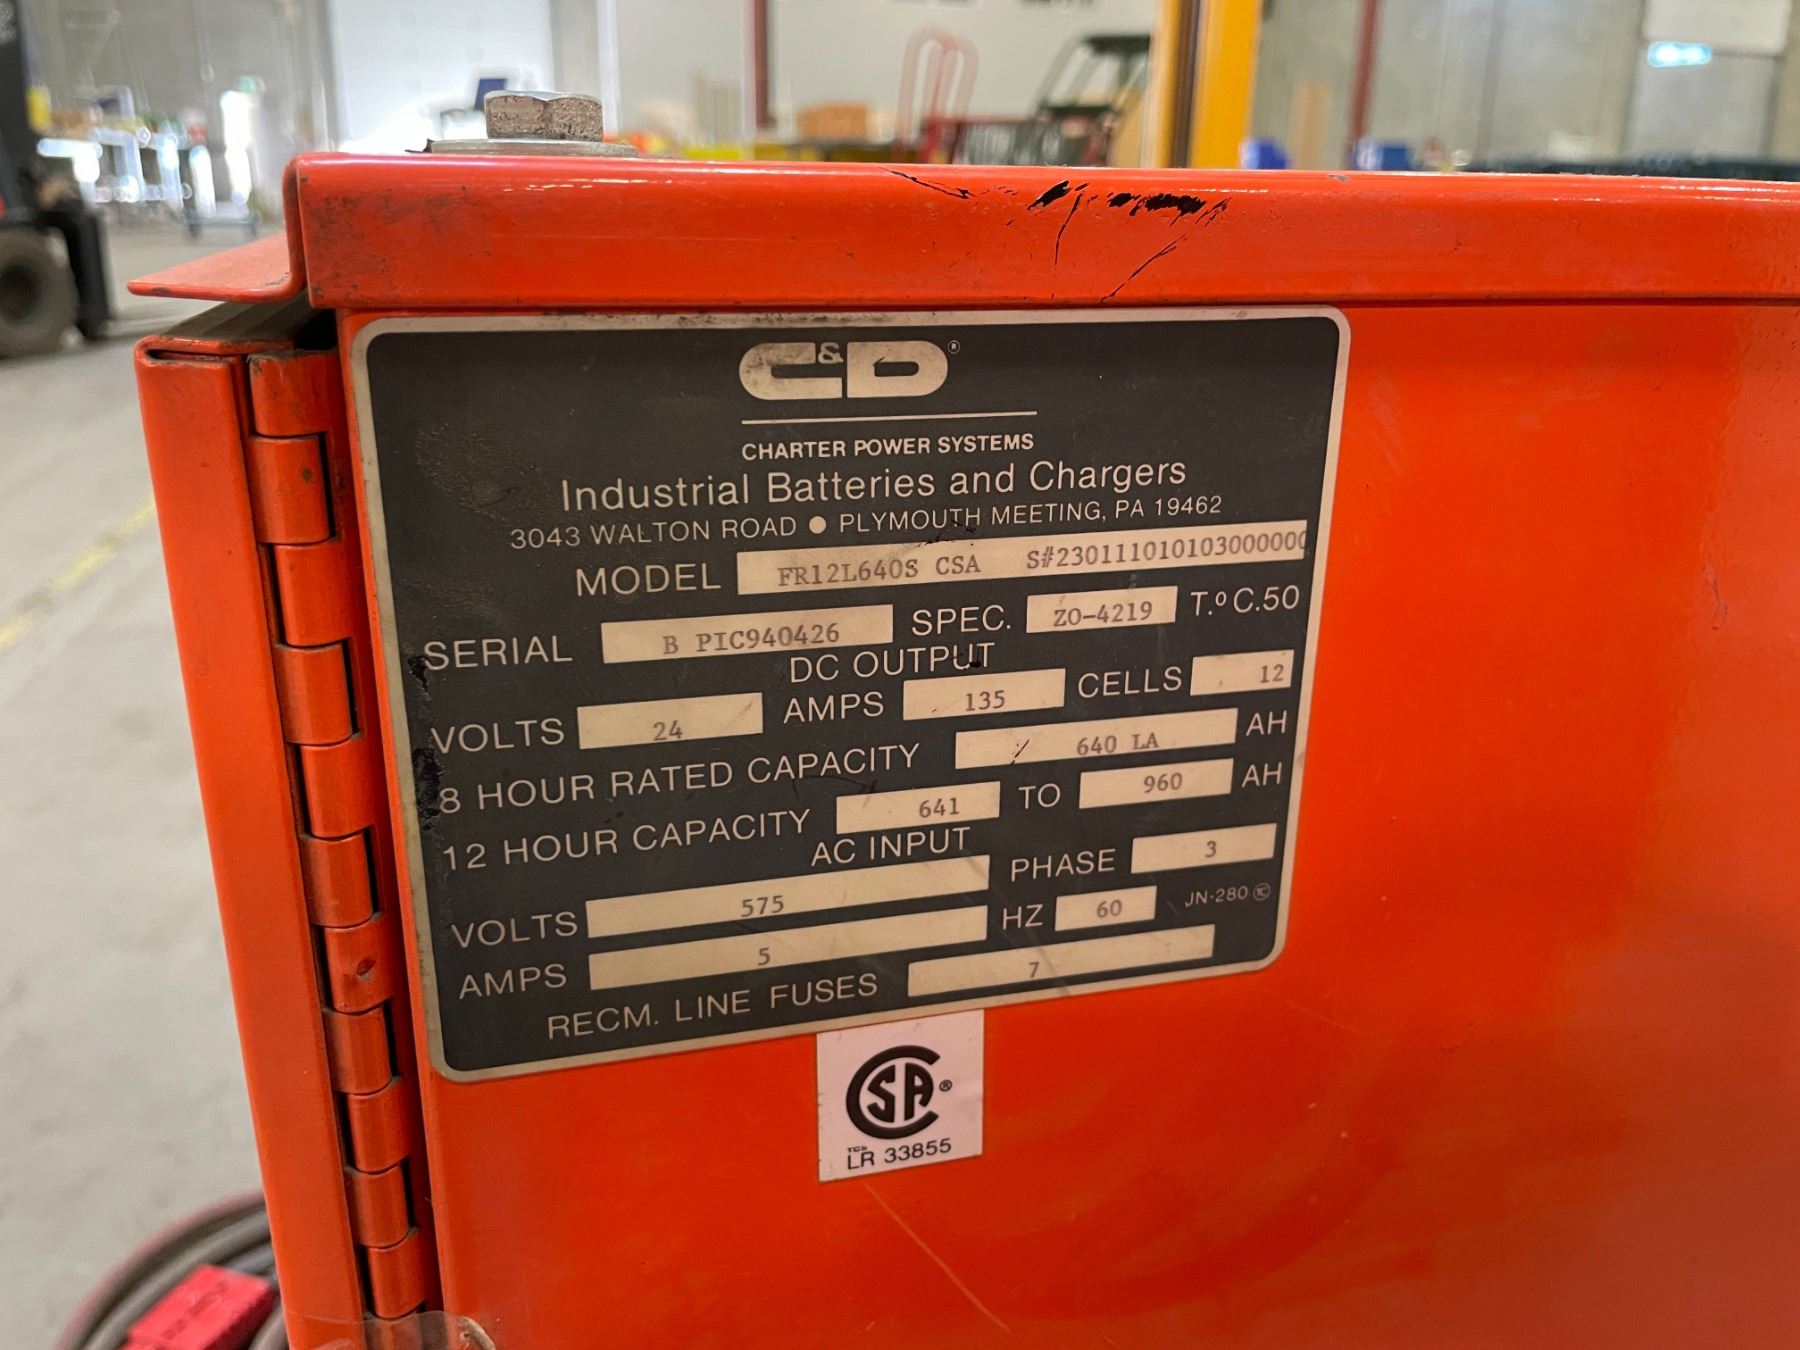 C&D®
CHARTER POWER SYSTEMS
Industrial Batteries and Chargers
3043 WALTON ROAD ● PLYMOUTH MEETING, PA 19462
MODEL FR12L640S CSA S#230111010103000000
SERIAL B PIC940426 SPEC. ZO-4219 T.°C.50
DC OUTPUT
VOLTS 24 AMPS 135 CELLS 12
8 HOUR RATED CAPACITY 640 LA AH
12 HOUR CAPACITY 641 TO 960 AH
AC INPUT
VOLTS 575 PHASE 3
AMPS 5 HZ 60 JN-280
RECM. LINE FUSES 7
CSA®
LR 33855